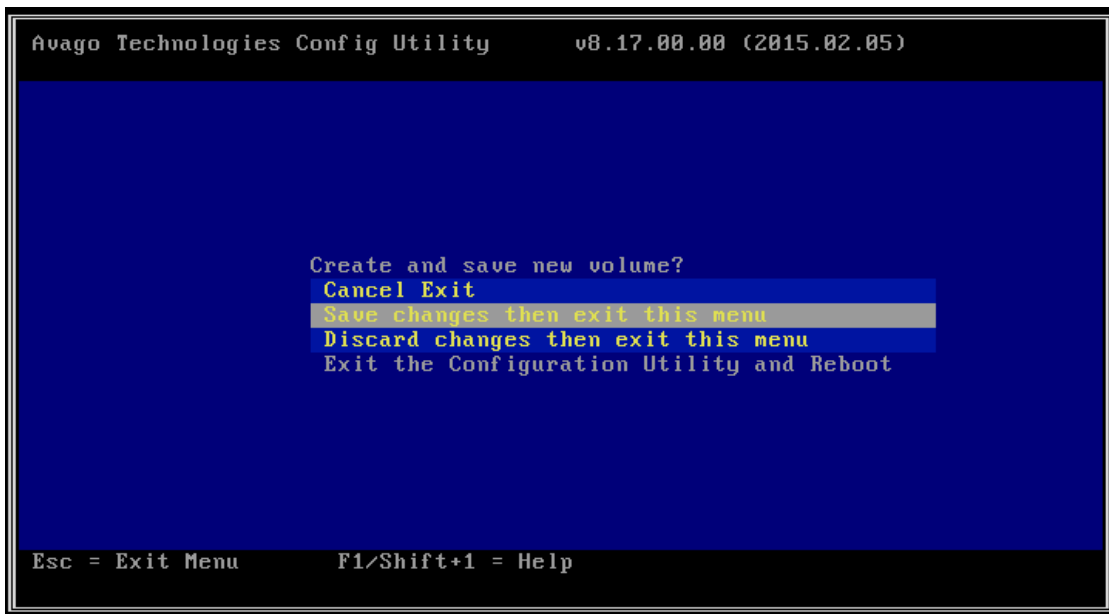 Avago Technologies Config Utility v8.17.00.00 (2015.02.05)
Create and save new volume?
Cancel Exit
Save changes then exit this menu
Discard changes then exit this menu
Exit the Configuration Utility and Reboot
Esc = Exit Menu F1/Shift+1 = Help